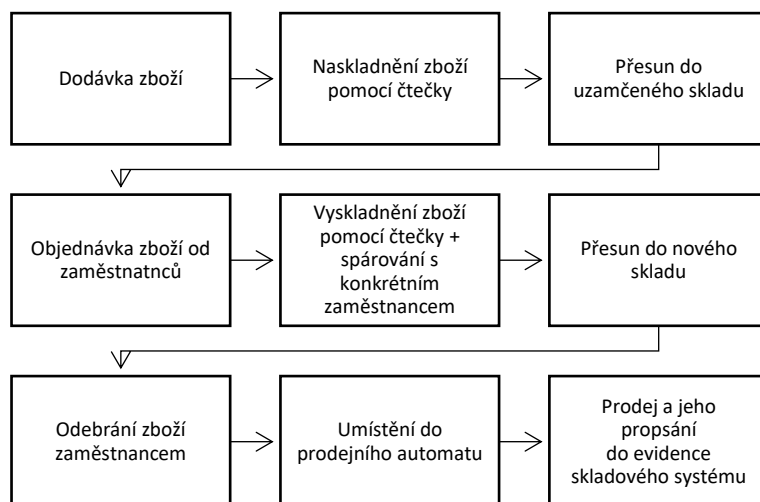 Dodávka zboží
Naskladnění zboží
pomocí čtečky
Přesun do
uzamčeného skladu
Objednávka zboží od
zaměstnatnců
Vyskladnění zboží
pomocí čtečky +
spárování s
konkrétním
zaměstnancem
Přesun do nového
skladu
Odebrání zboží
zaměstnancem
Umístění do
prodejního automatu
Prodej a jeho
propsání
do evidence
skladového systému